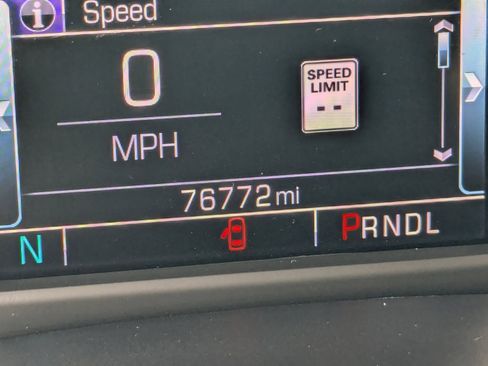 i Speed
0
SPEED
LIMIT
--
MPH
76772 mi
N PRNDL